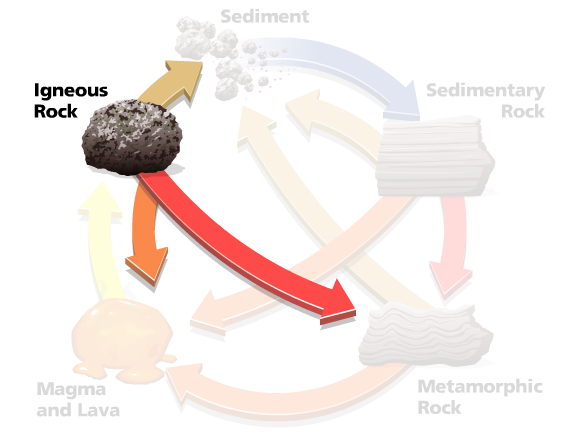 Sediment
Igneous
Rock
Sedimentary
Rock
Magma
and Lava
Metamorphic
Rock